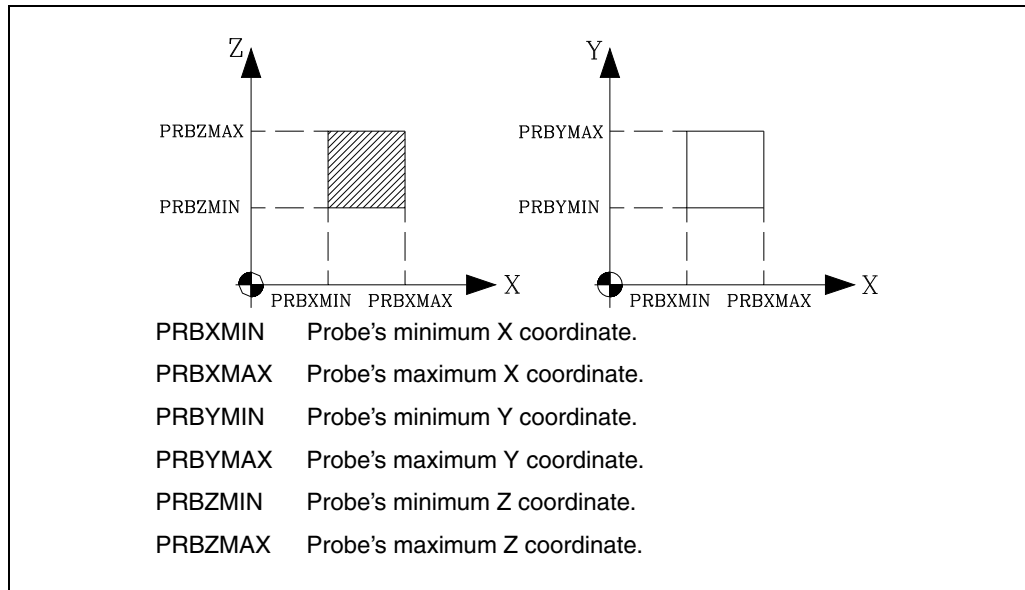 Z
Y
PRBZMAX
PRBYMAX
PRBZMIN
PRBYMIN
X
X
PRBXMIN PRBXMAX
PRBXMIN PRBXMAX
PRBXMIN Probe's minimum X coordinate.
PRBXMAX Probe's maximum X coordinate.
PRBYMIN Probe's minimum Y coordinate.
PRBYMAX Probe's maximum Y coordinate.
PRBZMIN Probe's minimum Z coordinate.
PRBZMAX Probe's maximum Z coordinate.